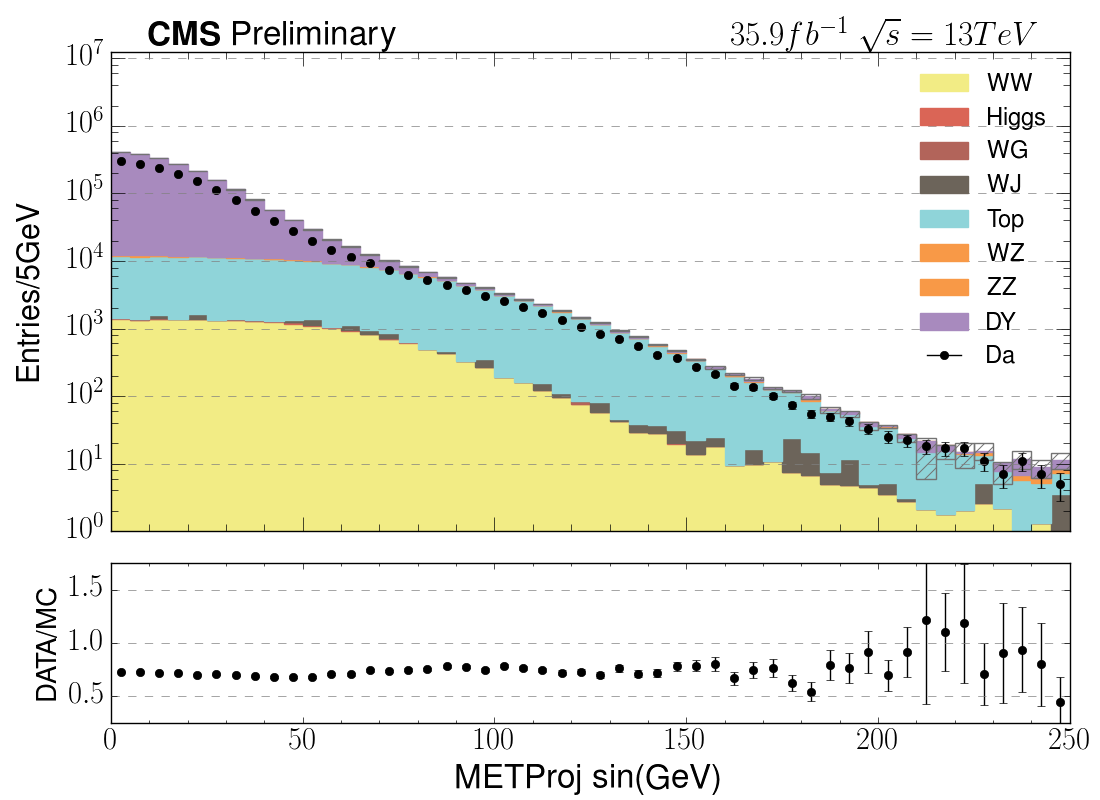 CMS Preliminary 35.9fb⁻¹ √s = 13TeV
10⁷
10⁶
10⁵
10⁴
10³
10²
10¹
10⁰
Entries/5GeV
WW
Higgs
WG
WJ
Top
WZ
ZZ
DY
Da
1.5
1.0
0.5
DATA/MC
0 50 100 150 200 250
METProj sin(GeV)